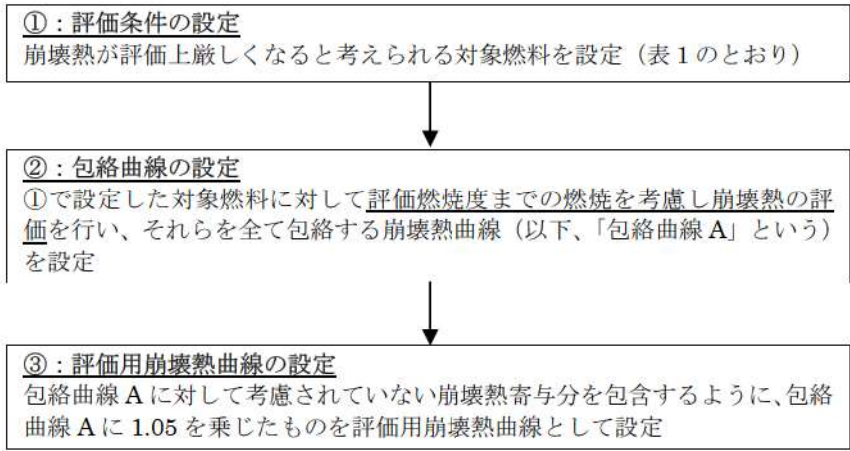 ①：評価条件の設定
崩壊熱が評価上厳しくなると考えられる対象燃料を設定（表 1 のとおり）
②：包絡曲線の設定
①で設定した対象燃料に対して評価燃焼度までの燃焼を考慮し崩壊熱の評
価を行い、それらを全て包絡する崩壊熱曲線（以下、「包絡曲線 A」という）
を設定
③：評価用崩壊熱曲線の設定
包絡曲線 A に対して考慮されていない崩壊熱寄与分を包含するように、包絡
曲線 A に 1.05 を乗じたものを評価用崩壊熱曲線として設定